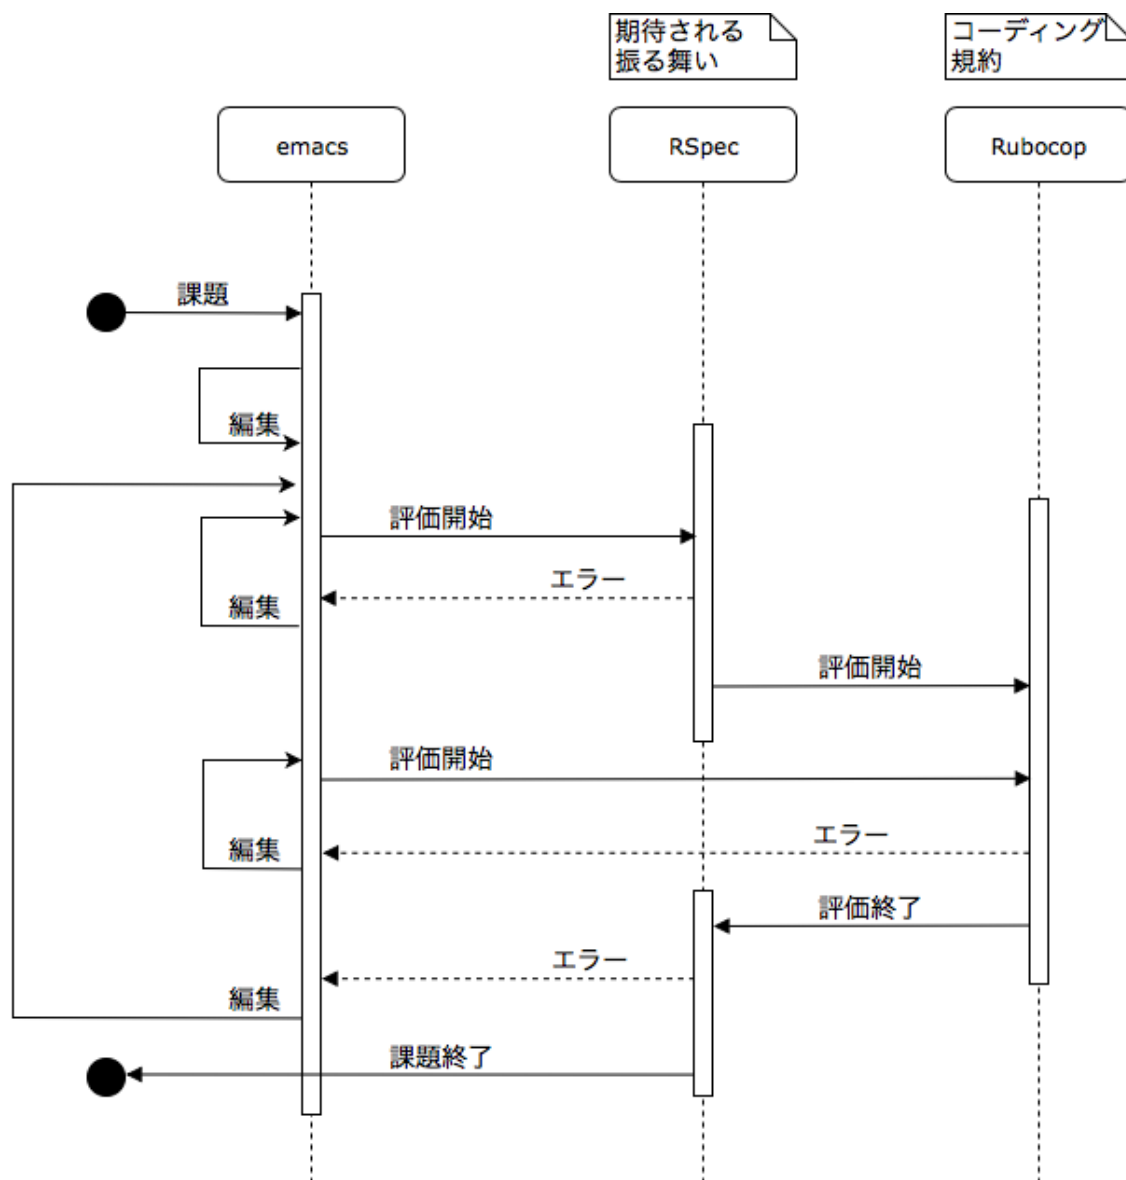 期待される
振る舞い
コーディング
規約
emacs
RSpec
Rubocop
課題
編集
評価開始
エラー
編集
評価開始
評価開始
エラー
編集
評価終了
エラー
編集
課題終了